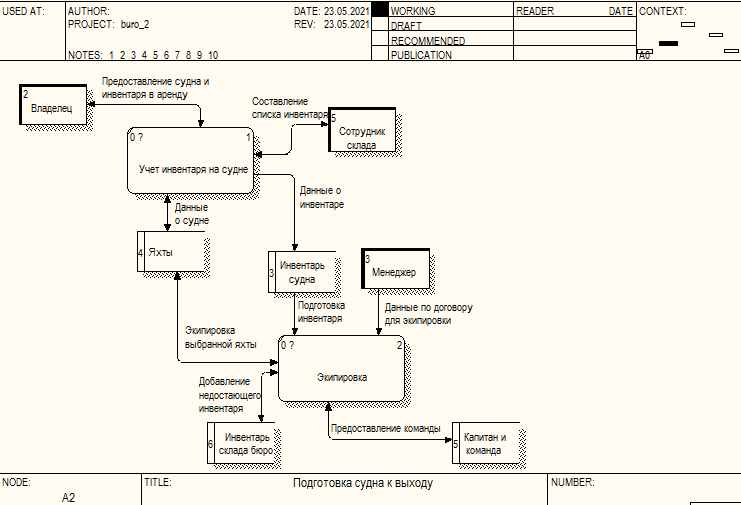 USED AT:
AUTHOR:
DATE: 23.05.2021
PROJECT: buro_2
REV: 23.05.2021
NOTES: 1 2 3 4 5 6 7 8 9 10
WORKING
DRAFT
RECOMMENDED
PUBLICATION
READER
DATE
CONTEXT:
A0
2
Владелец
Предоставление судна и
инвентаря в аренду
Составление
списка инвентаря
5
Сотрудник
склада
0 ?
1
Учет инвентаря на судне
Данные о
инвентаре
Данные
о судне
4
Яхты
3
Инвентарь
судна
3
Менеджер
Подготовка
инвентаря
Данные по договору
для экипировки
Экипировка
выбранной яхты
0 ?
2
Экипировка
Добавление
недостающего
инвентаря
6
Инвентарь
склада бюро
Предоставление команды
5
Капитан и
команда
NODE:
A2
TITLE:
Подготовка судна к выходу
NUMBER: